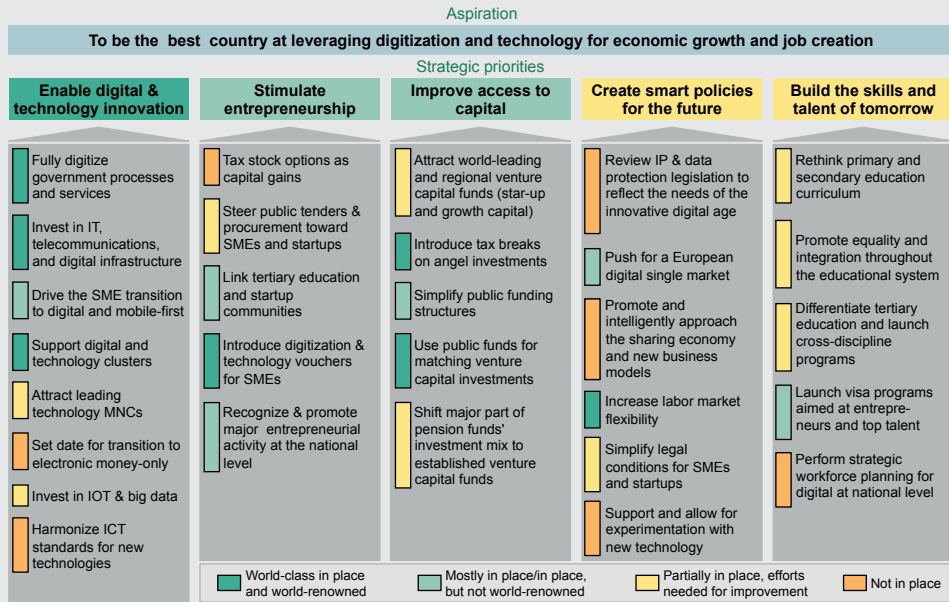 Aspiration
To be the best country at leveraging digitization and technology for economic growth and job creation
Strategic priorities
Enable digital &
technology innovation
Fully digitize
government processes
and services
Invest in IT,
telecommunications,
and digital infrastructure
Drive the SME transition
to digital and mobile-first
Support digital and
technology clusters
Attract leading
technology MNCs
Set date for transition to
electronic money-only
Invest in IOT & big data
Harmonize ICT
standards for new
technologies
Stimulate
entrepreneurship
Tax stock options as
capital gains
Steer public tenders &
procurement toward
SMEs and startups
Link tertiary education
and startup
communities
Introduce digitization &
technology vouchers
for SMEs
Recognize & promote
major entrepreneurial
activity at the national
level
Improve access to
capital
Attract world-leading
and regional venture
capital funds (star-up
and growth capital)
Introduce tax breaks
on angel investments
Simplify public funding
structures
Use public funds for
matching venture
capital investments
Shift major part of
pension funds'
investment mix to
established venture
capital funds
Create smart policies
for the future
Review IP & data
protection legislation to
reflect the needs of the
innovative digital age
Push for a European
digital single market
Promote and
intelligently approach
the sharing economy
and new business
models
Increase labor market
flexibility
Simplify legal
conditions for SMEs
and startups
Support and allow for
experimentation with
new technology
Build the skills and
talent of tomorrow
Rethink primary and
secondary education
curriculum
Promote equality and
integration throughout
the educational system
Differentiate tertiary
education and launch
cross-discipline
programs
Launch visa programs
aimed at entrepre-
neurs and top talent
Perform strategic
workforce planning for
digital at national level
World-class in place
and world-renowned
Mostly in place/in place,
but not world-renowned
Partially in place, efforts
needed for improvement
Not in place